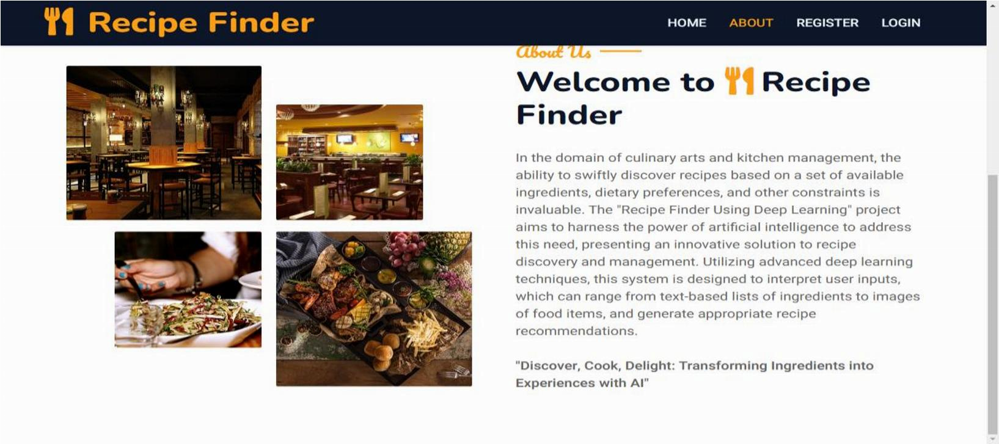 Recipe Finder
HOME ABOUT REGISTER LOGIN
About Us
Welcome to Recipe
Finder
In the domain of culinary arts and kitchen management, the
ability to swiftly discover recipes based on a set of available
ingredients, dietary preferences, and other constraints is
invaluable. The "Recipe Finder Using Deep Learning" project
aims to harness the power of artificial intelligence to address
this need, presenting an innovative solution to recipe
discovery and management. Utilizing advanced deep learning
techniques, this system is designed to interpret user inputs,
which can range from text-based lists of ingredients to images
of food items, and generate appropriate recipe
recommendations.
"Discover, Cook, Delight: Transforming Ingredients into
Experiences with AI"